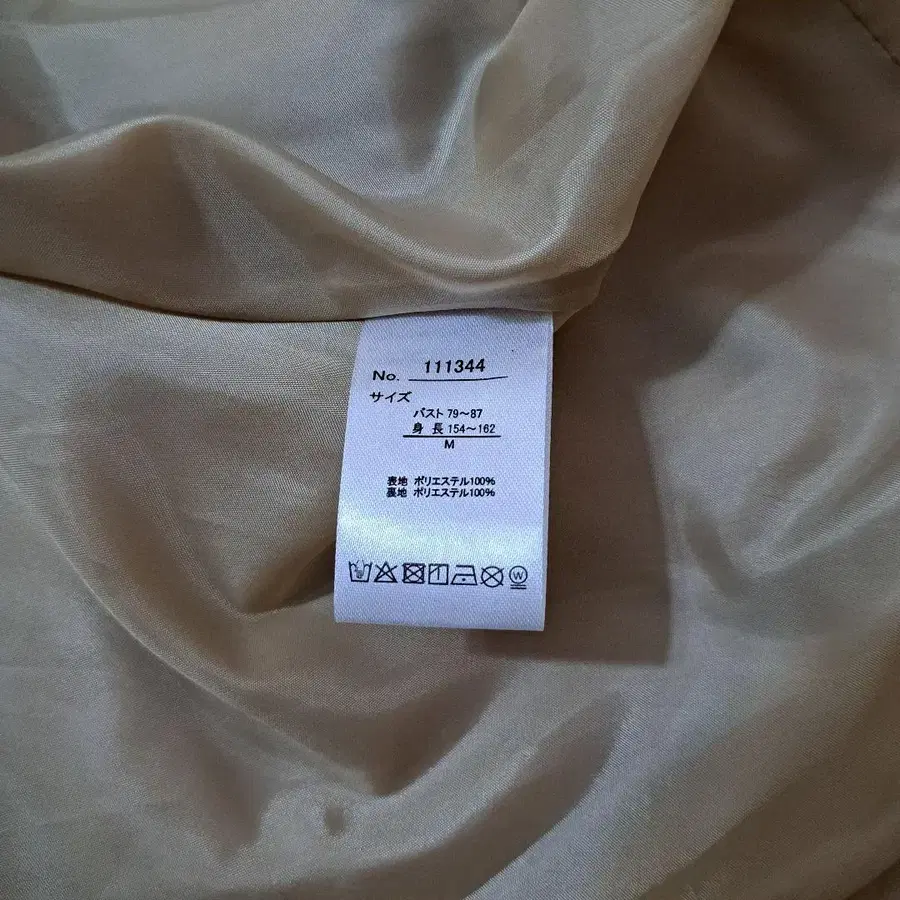 No. 111344
サイズ
バスト 79～87
身 長 154～162
M
表地 ポリエステル100%
裏地 ポリエステル100%
W